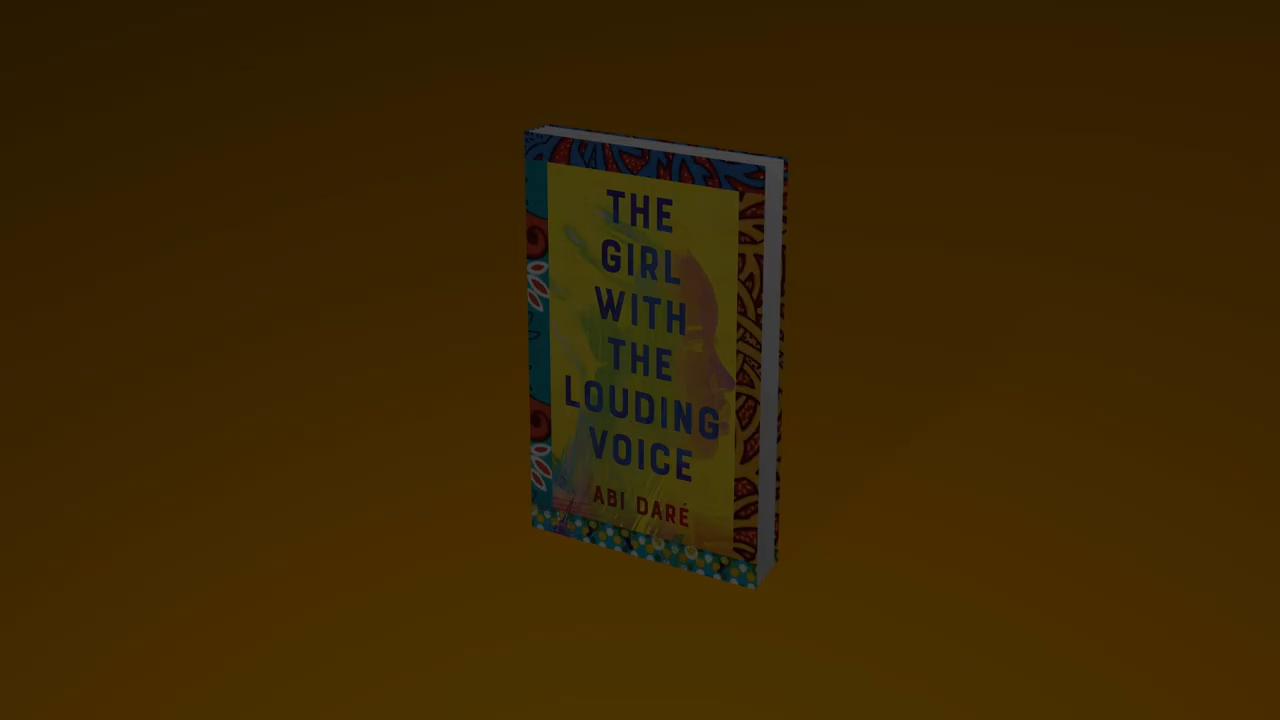 THE
GIRL
WITH
THE
LOUDING
VOICE
ABI DARÉ